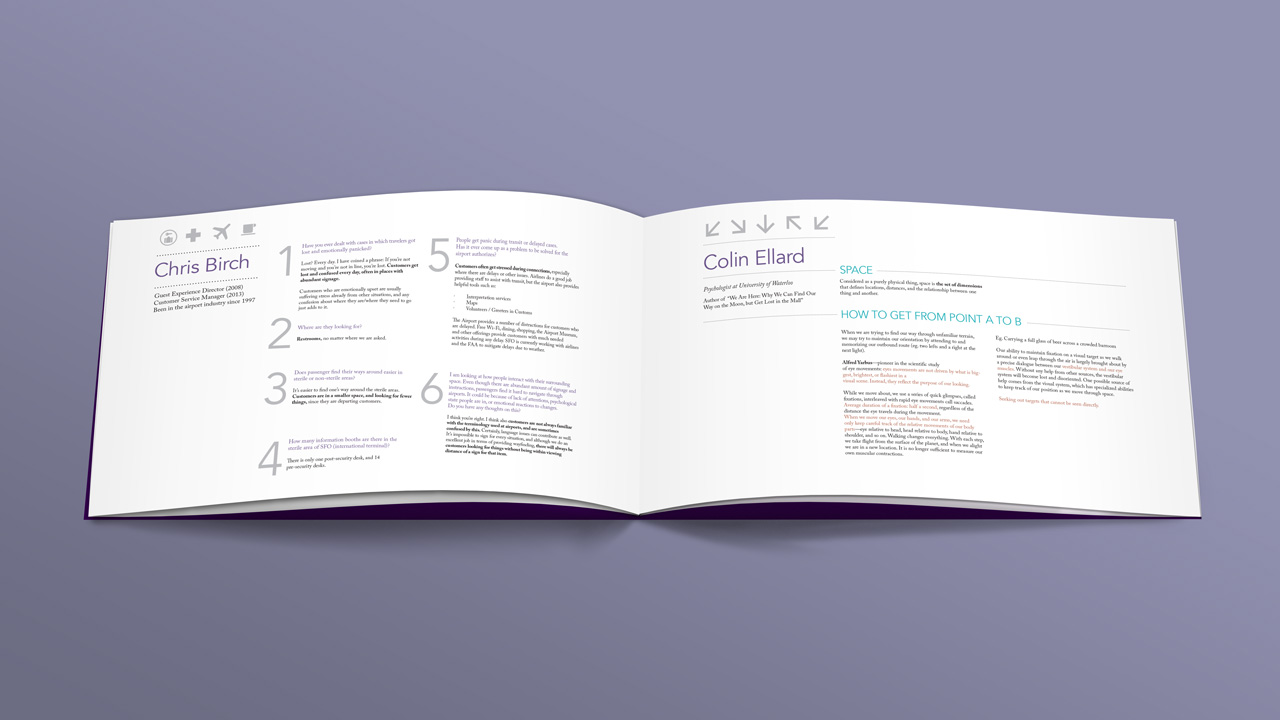 Chris Birch
Guest Experience Director (2008)
Customer Service Manager (2013)
Been in the airport industry since 1997
1
Have you ever dealt with cases in which travelers got
lost and emotionally panicked?
Lost? Every day. I have coined a phrase: If you're not
moving and you're not in line, you're lost. Customers get
lost and confused every day, often in places with
abundant signage.
Customers who are emotionally upset are usually
suffering stress already from other situations, and any
confusion about where they are/where they need to go
just adds to it.
2
Where are they looking for?
Restrooms, no matter where we are asked.
3
Does passenger find their ways around easier in
sterile or non-sterile areas?
It's easier to find one's way around the sterile areas.
Customers are in a smaller space, and looking for fewer
things, since they are departing customers.
4
How many information booths are there in the
sterile area of SFO (international terminal)?
There is only one post-security desk, and 14
pre-security desks.
5
People get panic during transit or delayed cases.
Has it ever come up as a problem to be solved for the
airport authorities?
Customers often get stressed during connections, especially
where there are delays or other issues. Airlines do a good job
providing staff to assist with transit, but the airport also provides
helpful tools such as:
· Interpretation services
· Maps
· Volunteer / Greeters in Customs
The Airport provides a number of distractions for customers who
are delayed. Free Wi-Fi, dining, shopping, the Airport Museum,
and other offerings provide customers with much needed
activities during any delay. SFO is currently working with airlines
and the FAA to mitigate delays due to weather.
6
I am looking at how people interact with their surrounding
space. Even though there are abundant amount of signage and
instructions, passengers find it hard to navigate through
airports. It could be because of lack of attentions, psychological
state people are in, or emotional reactions to changes.
Do you have any thoughts on this?
I think you're right. I think also customers are not always familiar
with the terminology used at airports, and are sometimes
confused by this. Certainly, language issues can contribute as well.
It's impossible to sign for every situation, and although we do an
excellent job in terms of providing wayfinding, there will always be
customers looking for things without being within viewing
distance of a sign for that item.
Colin Ellard
Psychologist at University of Waterloo
Author of "We Are Here: Why We Can Find Our
Way on the Moon, but Get Lost in the Mall"
SPACE
Considered as a purely physical thing, space is the set of dimensions
that defines locations, distances, and the relationship between one
thing and another.
HOW TO GET FROM POINT A TO B
When we are trying to find our way through unfamiliar terrain,
we may try to maintain our orientation by attending to and
memorizing our outbound route (eg. two lefts and a right at the
next light).
Alfred Yarbus—pioneer in the scientific study
of eye movements: eye movements are not driven by what is big-
gest, brightest, or flashiest in a
visual scene. Instead, they reflect the purpose of our looking.
While we move about, we use a series of quick glimpses, called
fixations, interleaved with rapid eye movements call saccades.
Average duration of a fixation: half a second, regardless of the
distance the eye travels during the movement.
When we move our eyes, our heads, and our arms, we need
only keep careful track of the relative movements of our body
parts—eye relative to head, head relative to body, hand relative to
shoulder, and so on. Walking changes everything. With each step,
we take flight from the surface of the planet, and when we alight
we are in a new location. It is no longer sufficient to measure our
own muscular contractions.
Eg. Carrying a full glass of beer across a crowded barroom
Our ability to maintain fixation on a visual target as we walk
around or even leap through the air is largely brought about by
a precise dialogue between our vestibular system and our eye
muscles. Without any help from other sources, the vestibular
system will become lost and disoriented. One possible source of
help comes from the visual system, which has specialized abilities
to keep track of our position as we move through space.
Seeking out targets that cannot be seen directly